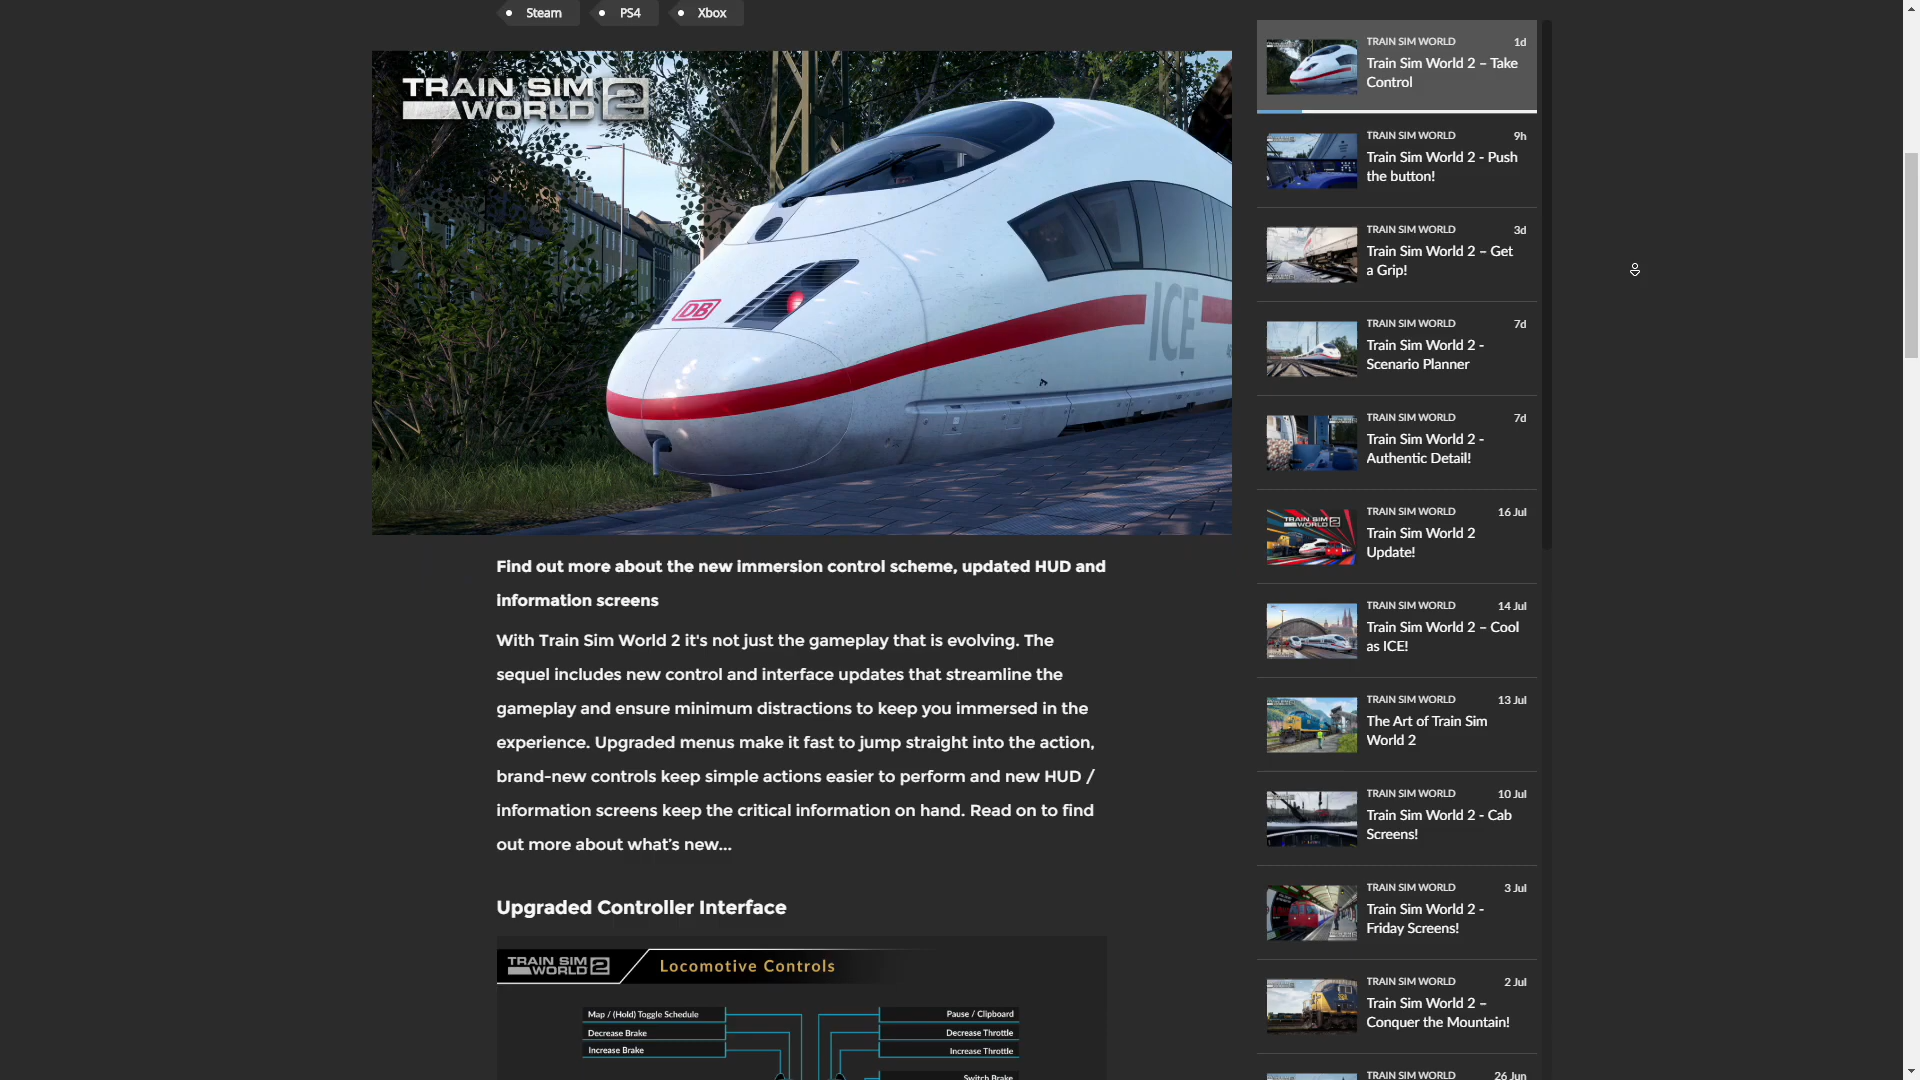 Steam
PS4
Xbox
TRAIN SIM
WORLD 2
DB
ICE
Find out more about the new immersion control scheme, updated HUD and
information screens
With Train Sim World 2 it's not just the gameplay that is evolving. The
sequel includes new control and interface updates that streamline the
gameplay and ensure minimum distractions to keep you immersed in the
experience. Upgraded menus make it fast to jump straight into the action,
brand-new controls keep simple actions easier to perform and new HUD /
information screens keep the critical information on hand. Read on to find
out more about what’s new...
Upgraded Controller Interface
TRAIN SIM
WORLD 2
Locomotive Controls
Map / (Hold) Toggle Schedule
Decrease Brake
Increase Brake
Pause / Clipboard
Decrease Throttle
Increase Throttle
Switch Brake
TRAIN SIM WORLD 1d
Train Sim World 2 – Take
Control
TRAIN SIM WORLD 9h
Train Sim World 2 - Push
the button!
TRAIN SIM WORLD 3d
Train Sim World 2 – Get
a Grip!
TRAIN SIM WORLD 7d
Train Sim World 2 -
Scenario Planner
TRAIN SIM WORLD 7d
Train Sim World 2 -
Authentic Detail!
TRAIN SIM
WORLD 2
TRAIN SIM WORLD 16 Jul
Train Sim World 2
Update!
TRAIN SIM WORLD 14 Jul
Train Sim World 2 – Cool
as ICE!
TRAIN SIM WORLD 13 Jul
The Art of Train Sim
World 2
TRAIN SIM WORLD 10 Jul
Train Sim World 2 - Cab
Screens!
TRAIN SIM WORLD 3 Jul
Train Sim World 2 -
Friday Screens!
TRAIN SIM WORLD 2 Jul
Train Sim World 2 –
Conquer the Mountain!
TRAIN SIM WORLD 26 Jun